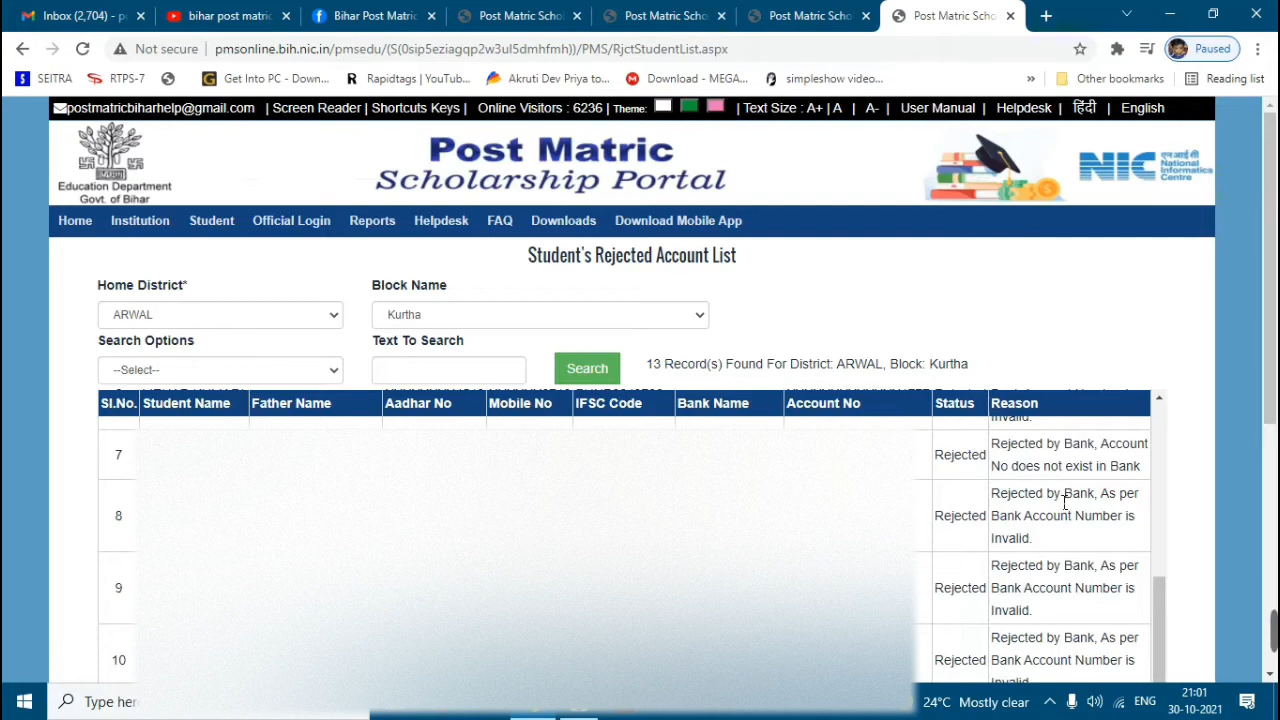 Inbox (2,704) - p
bihar post matric
Bihar Post Matric
Post Matric Schol
Post Matric Schol
Post Matric Scho
Post Matric Scho
Not secure
pmsonline.bih.nic.in/pmsedu/(S(0sip5eziagqp2w3ul5dmhfmh))/PMS/RjctStudentList.aspx
Paused
SEITRA
RTPS-7
Get Into PC - Down...
Rapidtags | YouTub...
Akruti Dev Priya to...
Download - MEGA...
simpleshow video...
»
Other bookmarks
Reading list
postmatricbiharhelp@gmail.com | Screen Reader | Shortcuts Keys | Online Visitors : 6236 | Theme: | Text Size : A+ | A | A- | User Manual | Helpdesk | हिंदी | English
Education Department
Govt. of Bihar
Post Matric
Scholarship Portal
NIC
एन आई सी
National
Informatics
Centre
Home Institution Student Official Login Reports Helpdesk FAQ Downloads Download Mobile App
Student's Rejected Account List
Home District* Block Name
ARWAL Kurtha
Search Options Text To Search
--Select-- Search 13 Record(s) Found For District: ARWAL, Block: Kurtha
Sl.No. Student Name Father Name Aadhar No Mobile No IFSC Code Bank Name Account No Status Reason
Invalid.
7 Rejected Rejected by Bank, Account
No does not exist in Bank
8 Rejected Rejected by Bank, As per
Bank Account Number is
Invalid.
9 Rejected Rejected by Bank, As per
Bank Account Number is
Invalid.
10 Rejected Rejected by Bank, As per
Bank Account Number is
Invalid.
Type her
24°C Mostly clear
ENG
21:01
30-10-2021